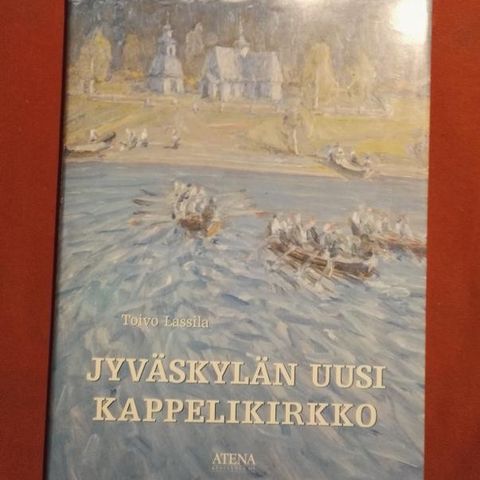 Toivo Lassila
JYVÄSKYLÄN UUSI
KAPPELIKIRKKO
ATENA